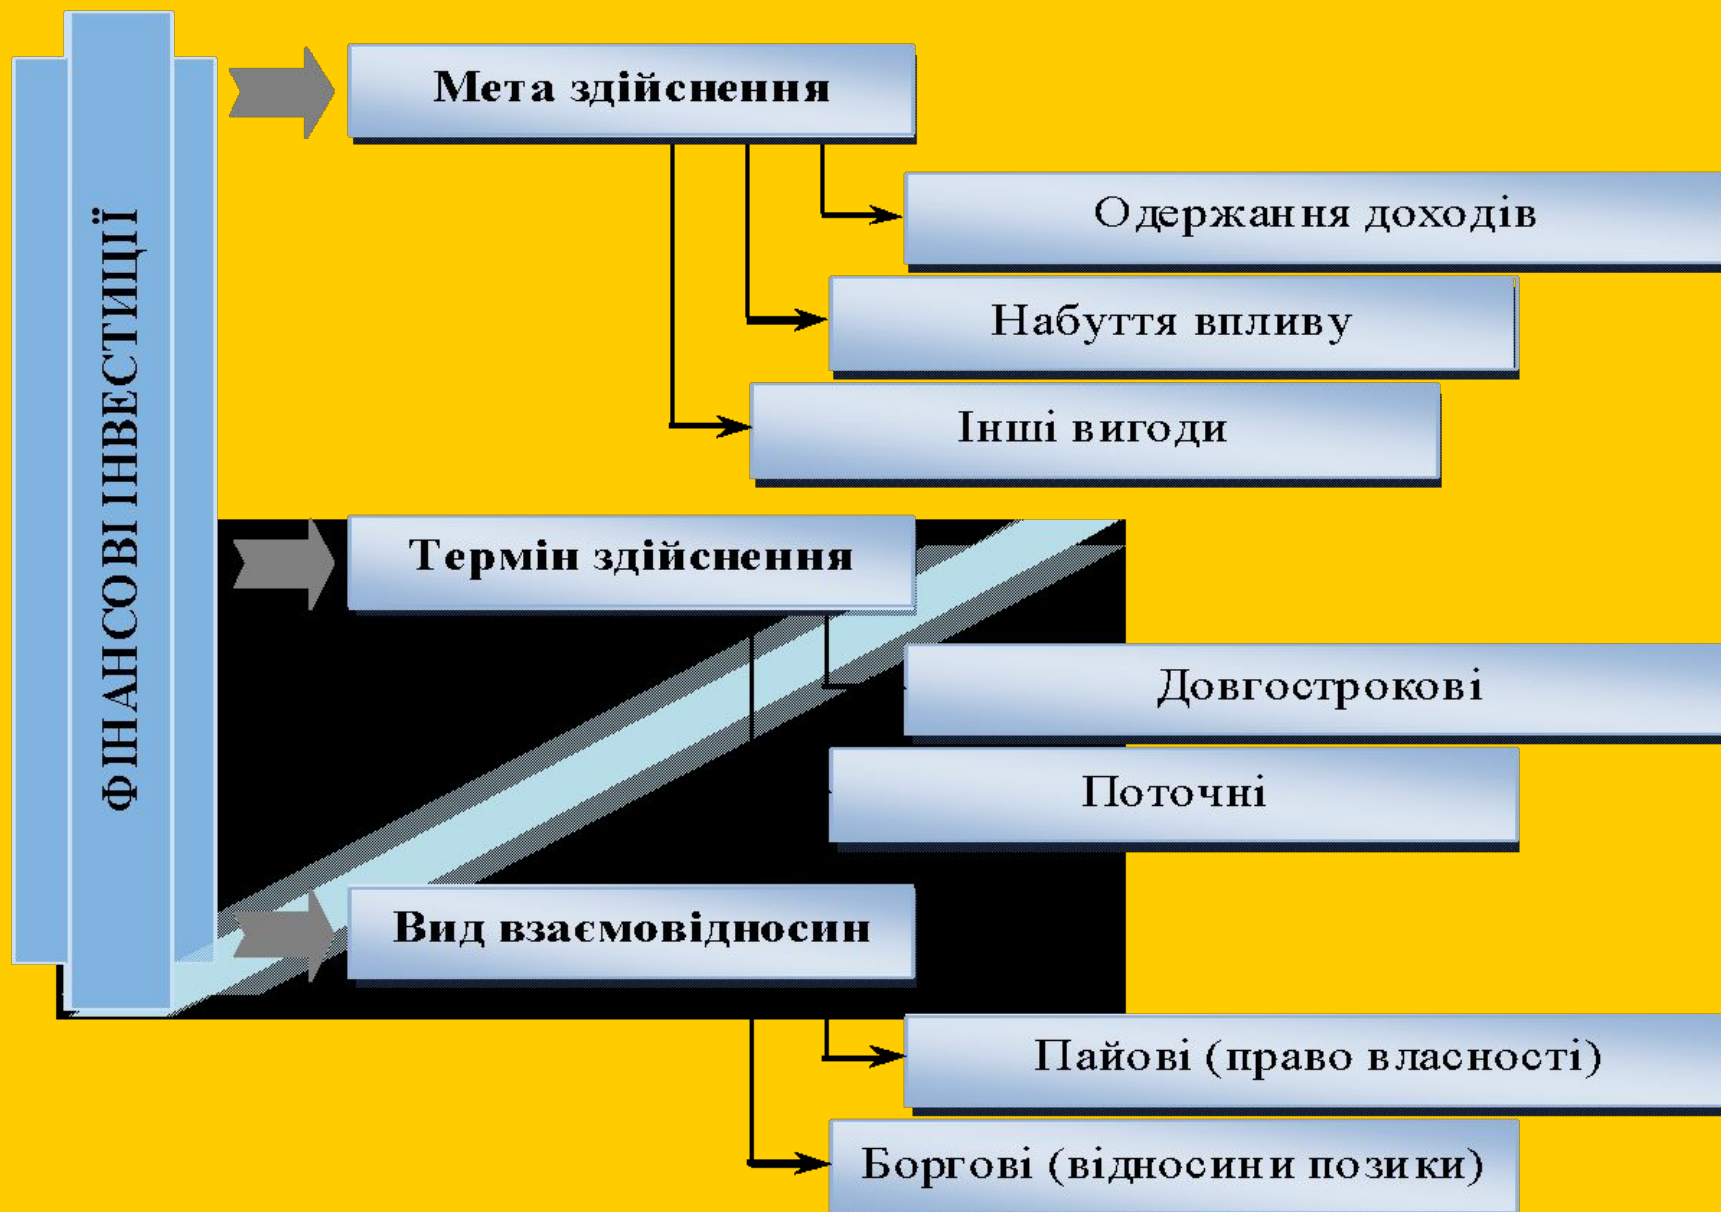 ФІНАНСОВІ ІНВЕСТИЦІЇ
Мета здійснення
Одержання доходів
Набуття впливу
Інші вигоди
Термін здійснення
Довгострокові
Поточні
Вид взаємовідносин
Пайові (право власності)
Боргові (відносини позики)